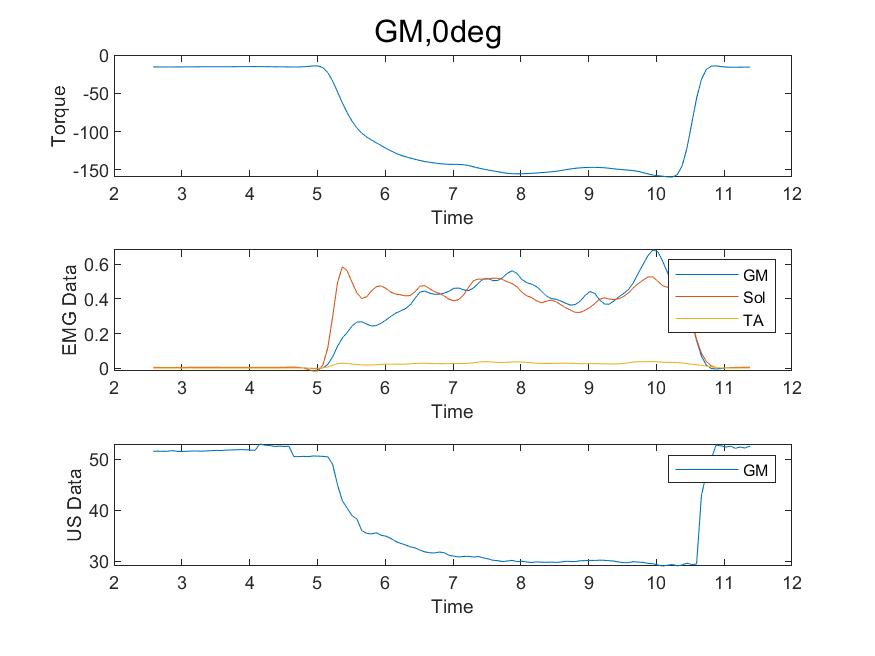 GM,0deg
0
-50
-100
-150
Torque
2 3 4 5 6 7 8 9 10 11 12
Time
0.6
0.4
0.2
0
EMG Data
GM
Sol
TA
2 3 4 5 6 7 8 9 10 11 12
Time
50
40
30
US Data
GM
2 3 4 5 6 7 8 9 10 11 12
Time